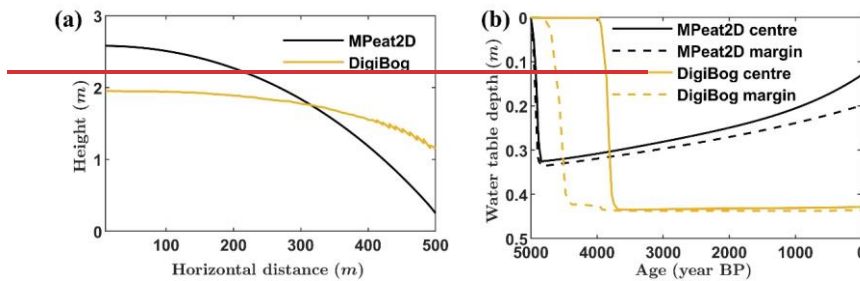 (a)
3
2
1
0
Height (m)
100
200
300
400
500
Horizontal distance (m)
MPeat2D
DigiBog
(b)
0
0.1
0.2
0.3
0.4
0.5
Water table depth (m)
5000
4000
3000
2000
1000
Age (year BP)
MPeat2D centre
MPeat2D margin
DigiBog centre
DigiBog margin